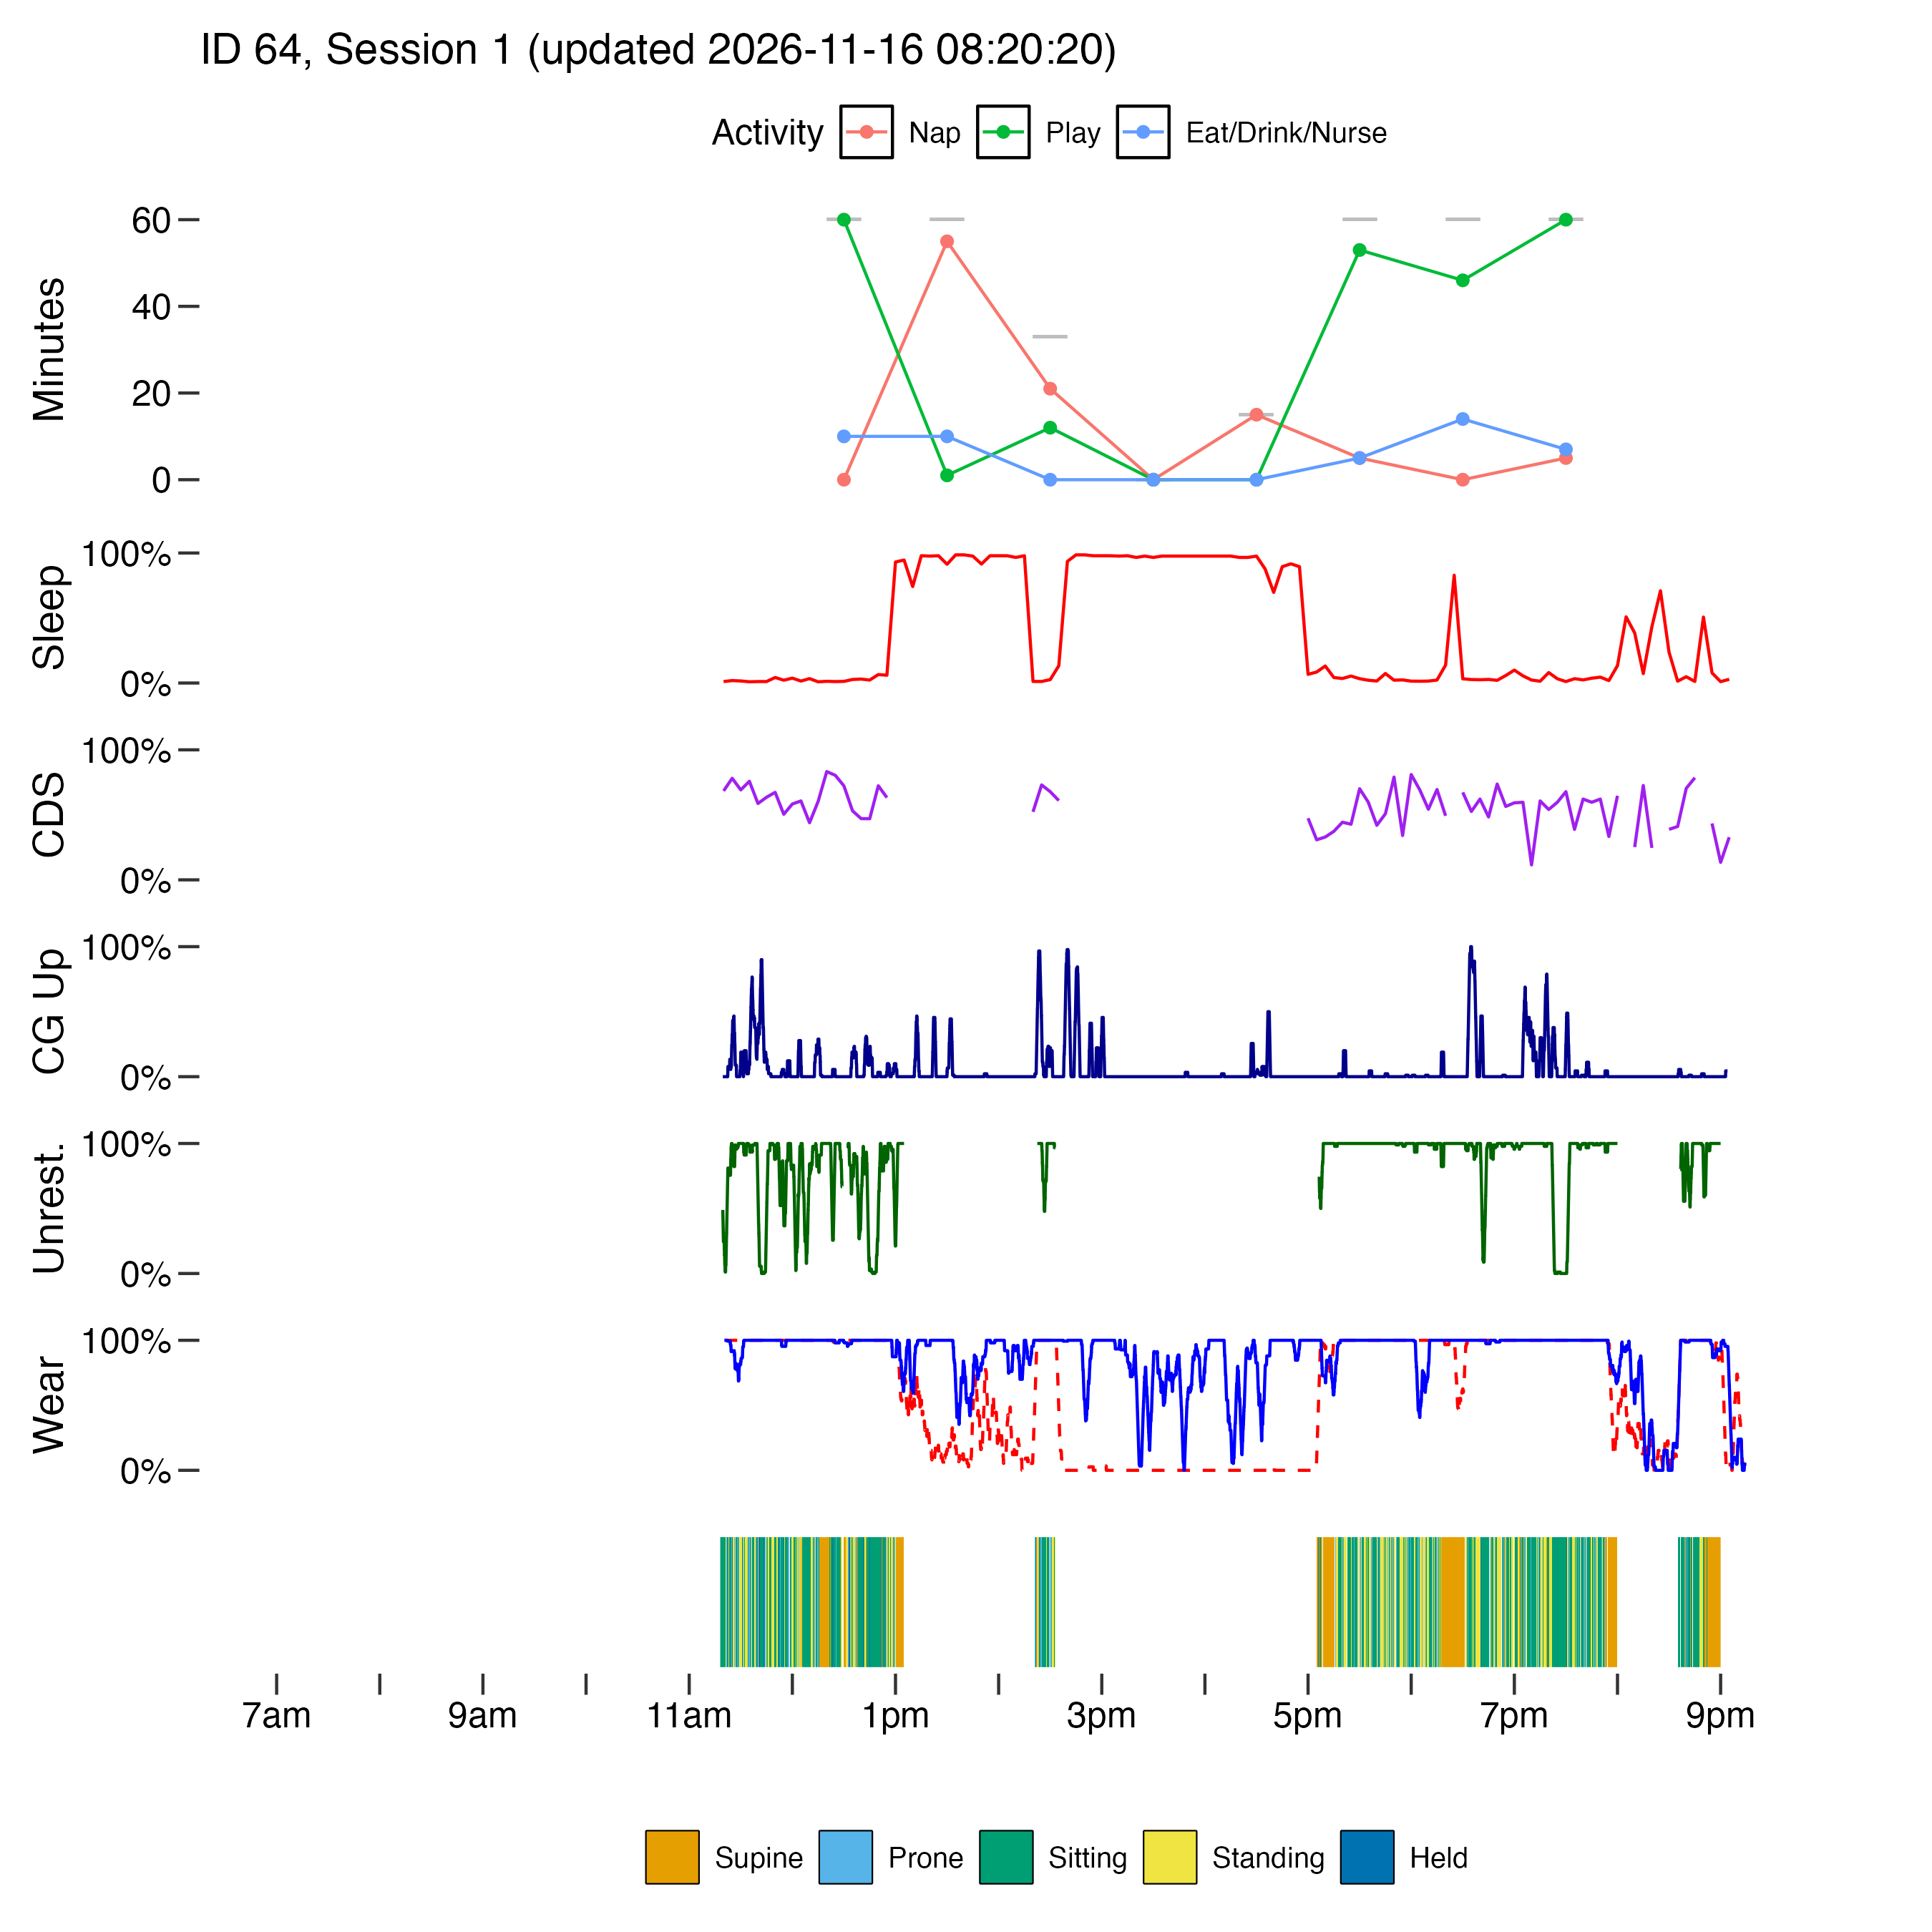 ID 64, Session 1 (updated 2026-11-16 08:20:20)
Activity Nap Play Eat/Drink/Nurse
Minutes
60
40
20
0
Sleep
100%
0%
CDS
100%
0%
CG Up
100%
0%
Unrest.
100%
0%
Wear
100%
0%
7am 9am 11am 1pm 3pm 5pm 7pm 9pm
Supine Prone Sitting Standing Held